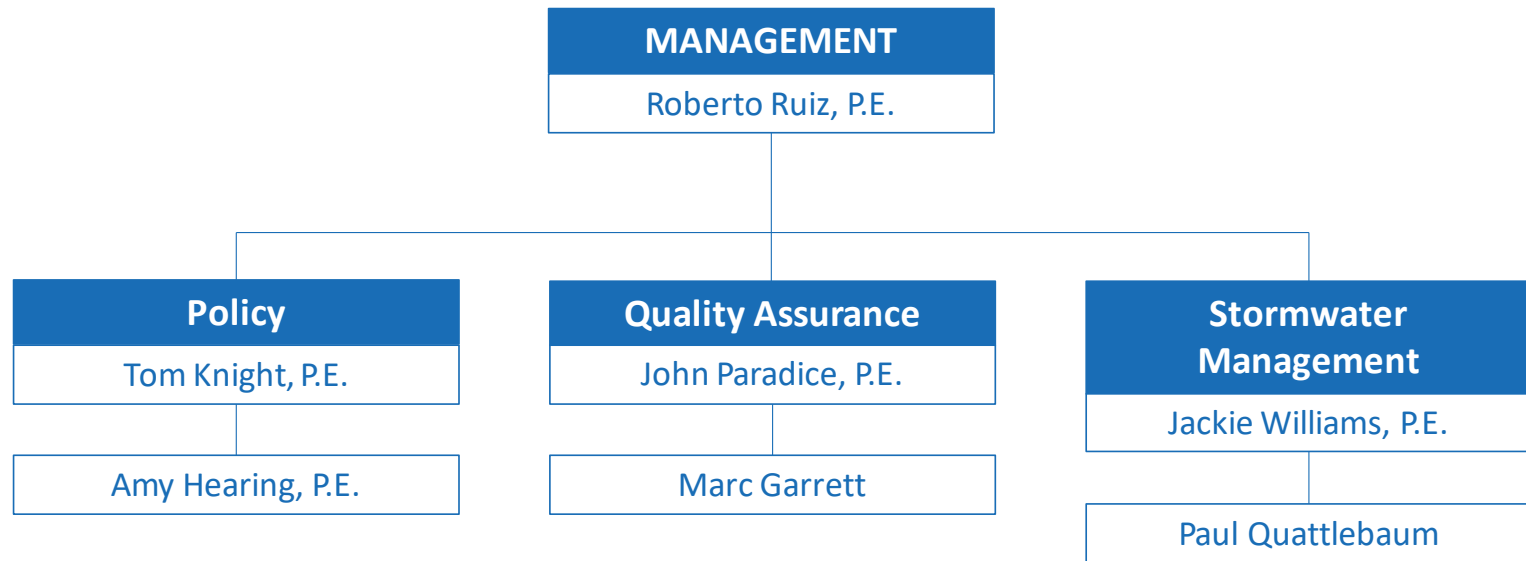 MANAGEMENT
Roberto Ruiz, P.E.
Policy
Tom Knight, P.E.
Amy Hearing, P.E.
Quality Assurance
John Paradice, P.E.
Marc Garrett
Stormwater
Management
Jackie Williams, P.E.
Paul Quattlebaum